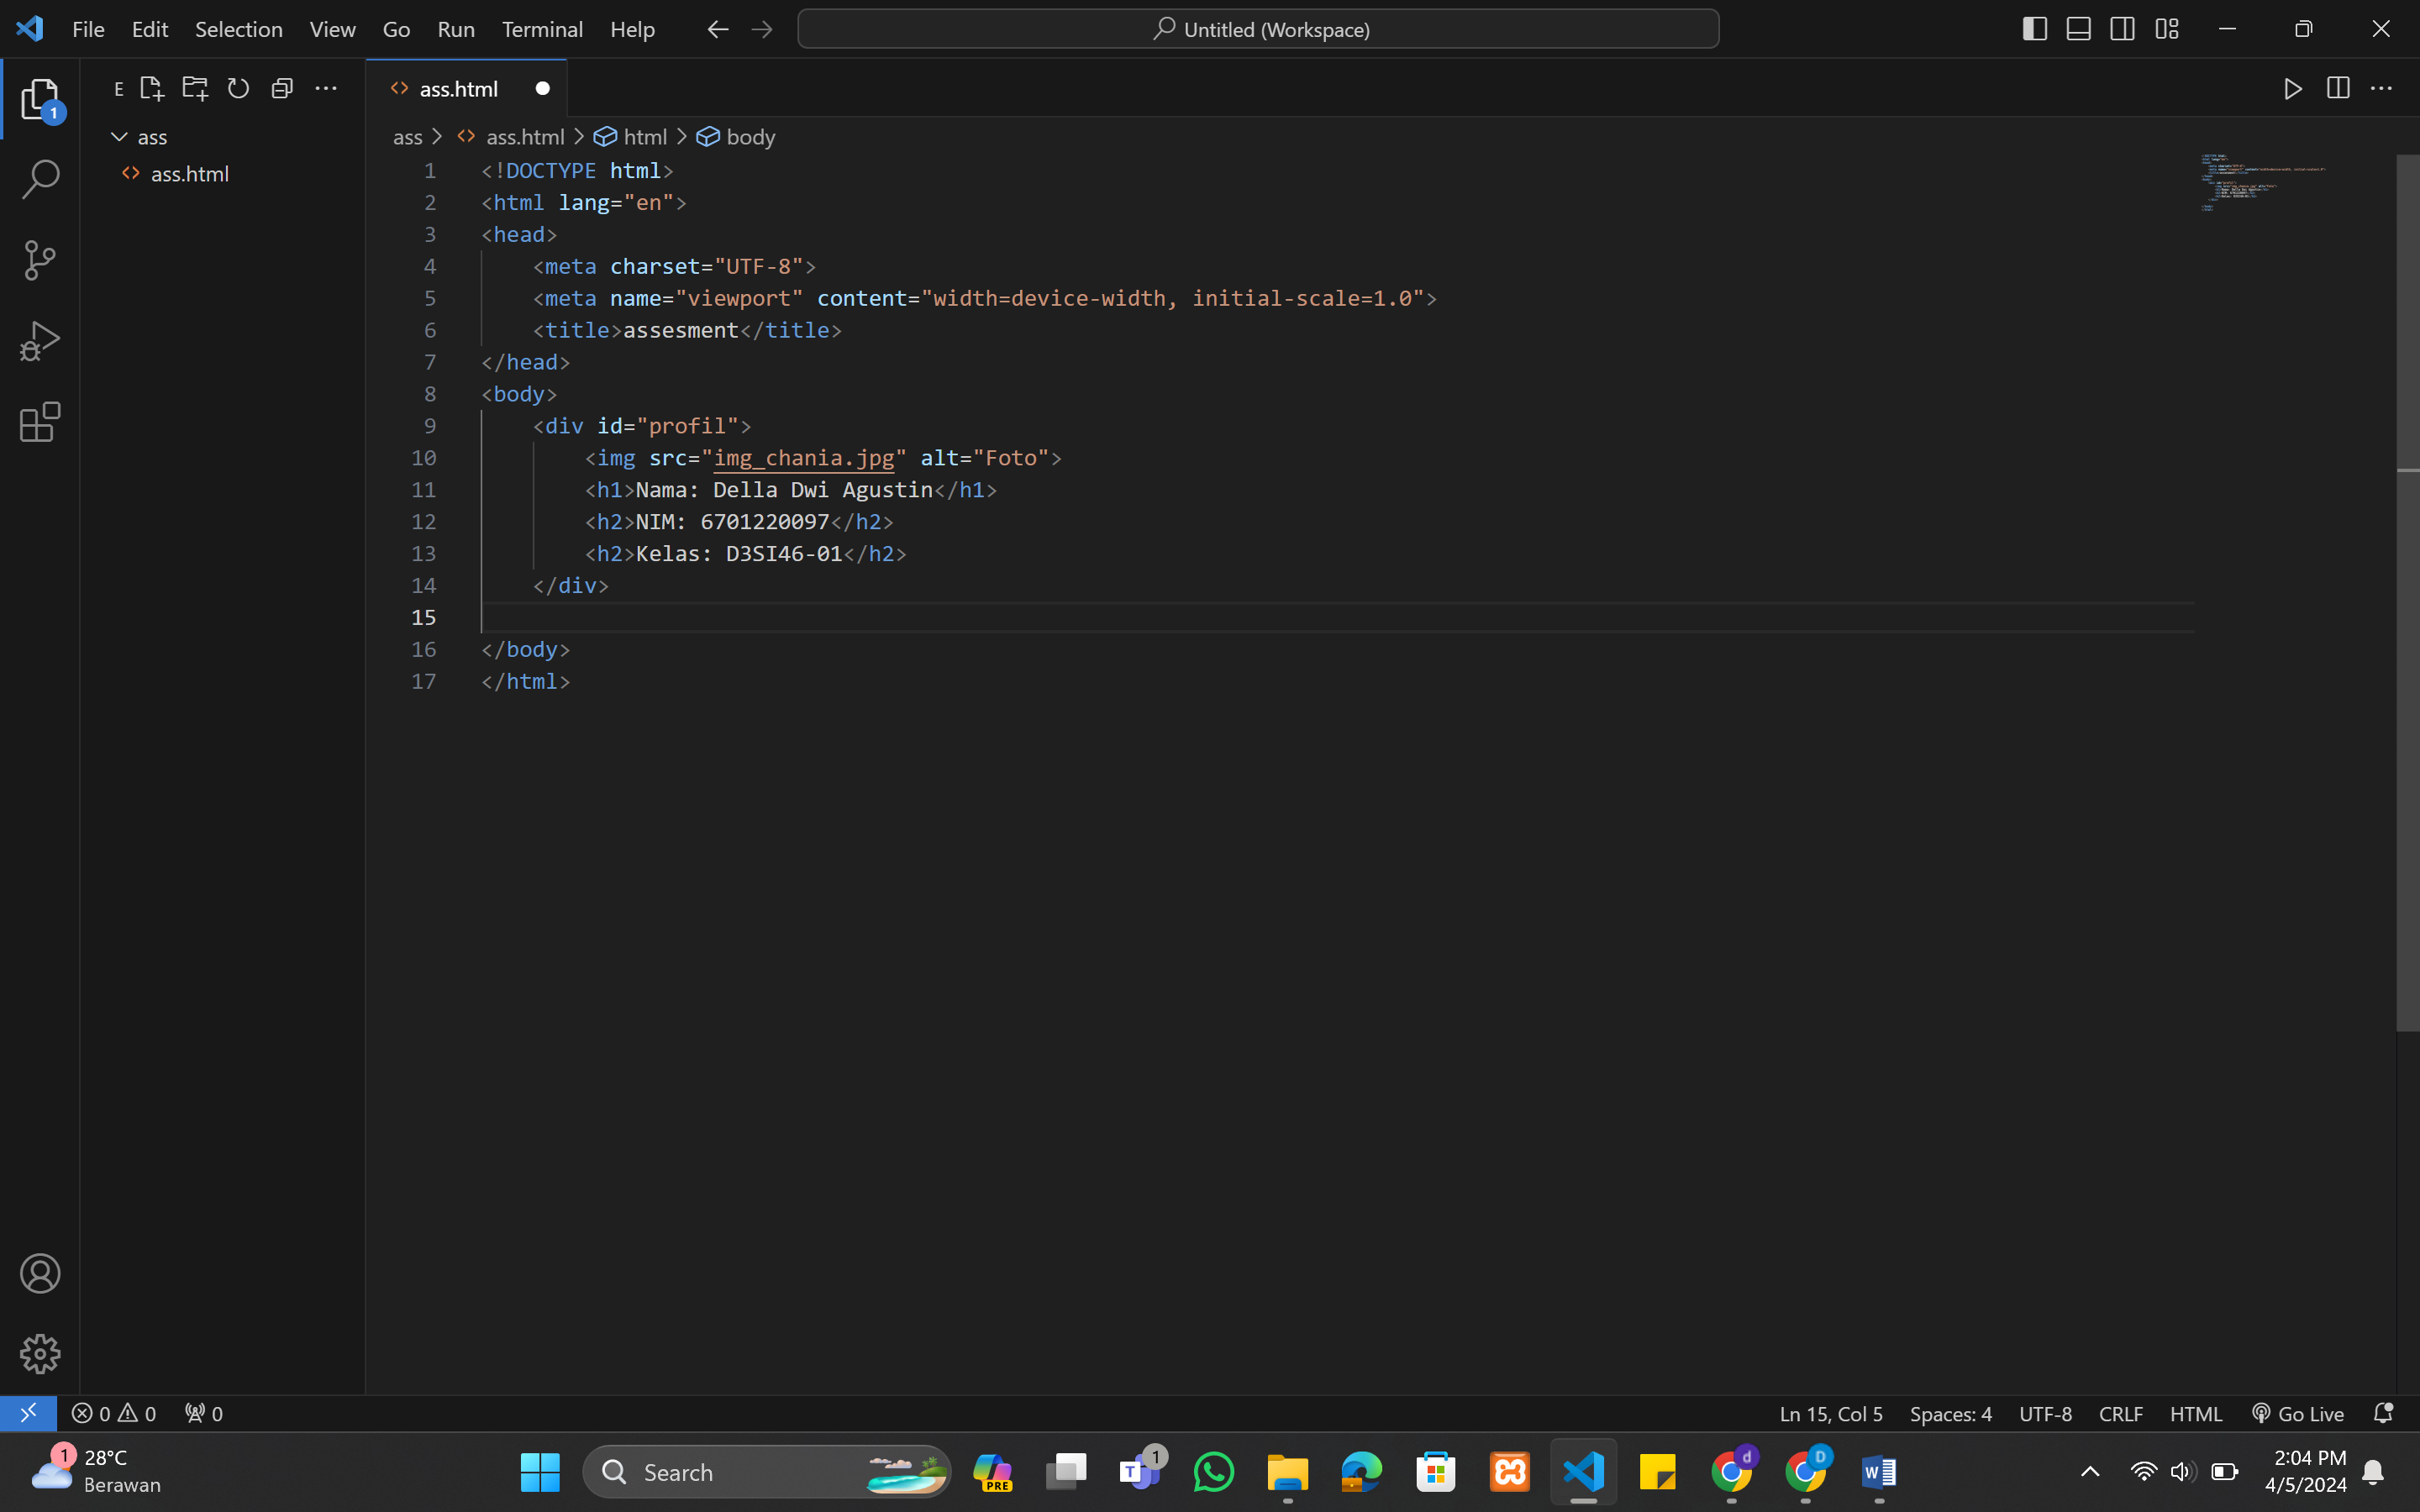 File Edit Selection View Go Run Terminal Help Untitled (Workspace)
E
ass.html
1
ass
ass.html
ass > ass.html > html > body
1 <!DOCTYPE html>
2 <html lang="en">
3 <head>
4 <meta charset="UTF-8">
5 <meta name="viewport" content="width=device-width, initial-scale=1.0">
6 <title>assesment</title>
7 </head>
8 <body>
9 <div id="profil">
10 <img src="img_chania.jpg" alt="Foto">
11 <h1>Nama: Della Dwi Agustin</h1>
12 <h2>NIM: 6701220097</h2>
13 <h2>Kelas: D3SI46-01</h2>
14 </div>
15
16 </body>
17 </html>
0 0 0 Ln 15, Col 5 Spaces: 4 UTF-8 CRLF HTML Go Live
1 28°C
Berawan
Search
PRE
T 1
d
D
W
2:04 PM
4/5/2024